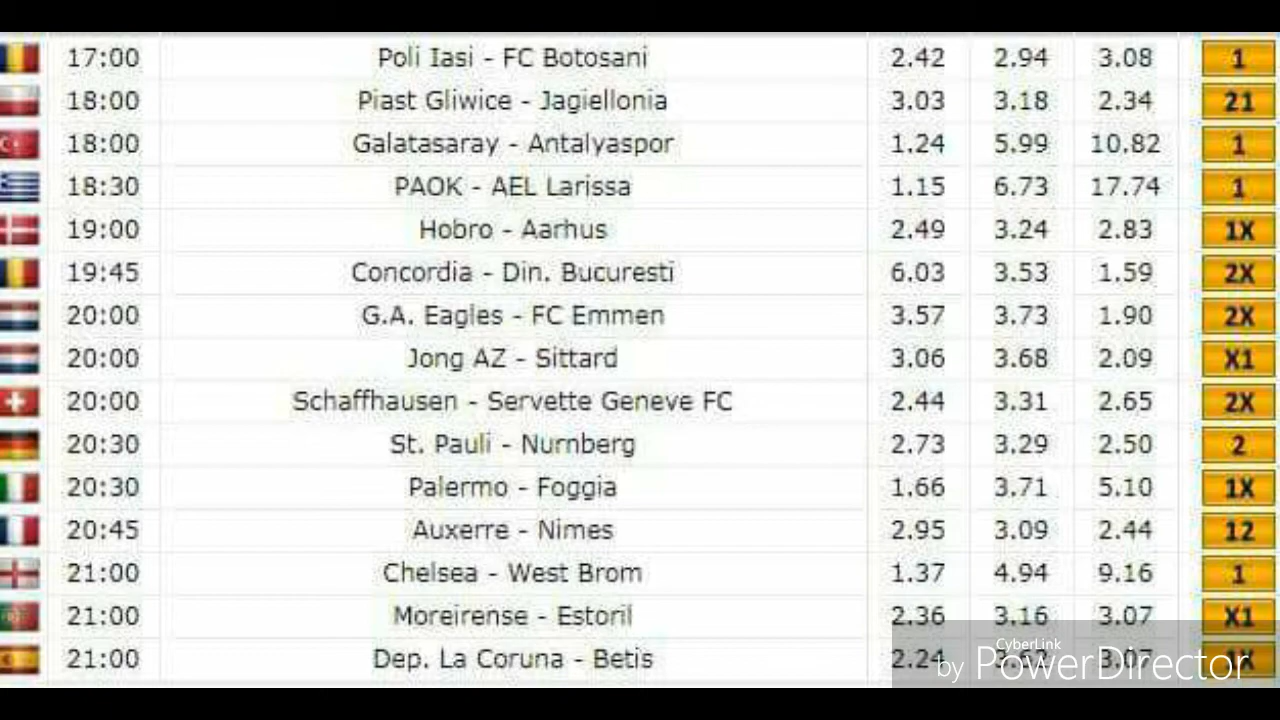 17:00 Poli Iasi - FC Botosani 2.42 2.94 3.08 1
18:00 Piast Gliwice - Jagiellonia 3.03 3.18 2.34 21
18:00 Galatasaray - Antalyaspor 1.24 5.99 10.82 1
18:30 PAOK - AEL Larissa 1.15 6.73 17.74 1
19:00 Hobro - Aarhus 2.49 3.24 2.83 1X
19:45 Concordia - Din. Bucuresti 6.03 3.53 1.59 2X
20:00 G.A. Eagles - FC Emmen 3.57 3.73 1.90 2X
20:00 Jong AZ - Sittard 3.06 3.68 2.09 X1
20:00 Schaffhausen - Servette Geneve FC 2.44 3.31 2.65 2X
20:30 St. Pauli - Nurnberg 2.73 3.29 2.50 2
20:30 Palermo - Foggia 1.66 3.71 5.10 1X
20:45 Auxerre - Nimes 2.95 3.09 2.44 12
21:00 Chelsea - West Brom 1.37 4.94 9.16 1
21:00 Moreirense - Estoril 2.36 3.16 3.07 X1
21:00 Dep. La Coruna - Betis 2.24 3.07 1X
CyberLink
by PowerDirector